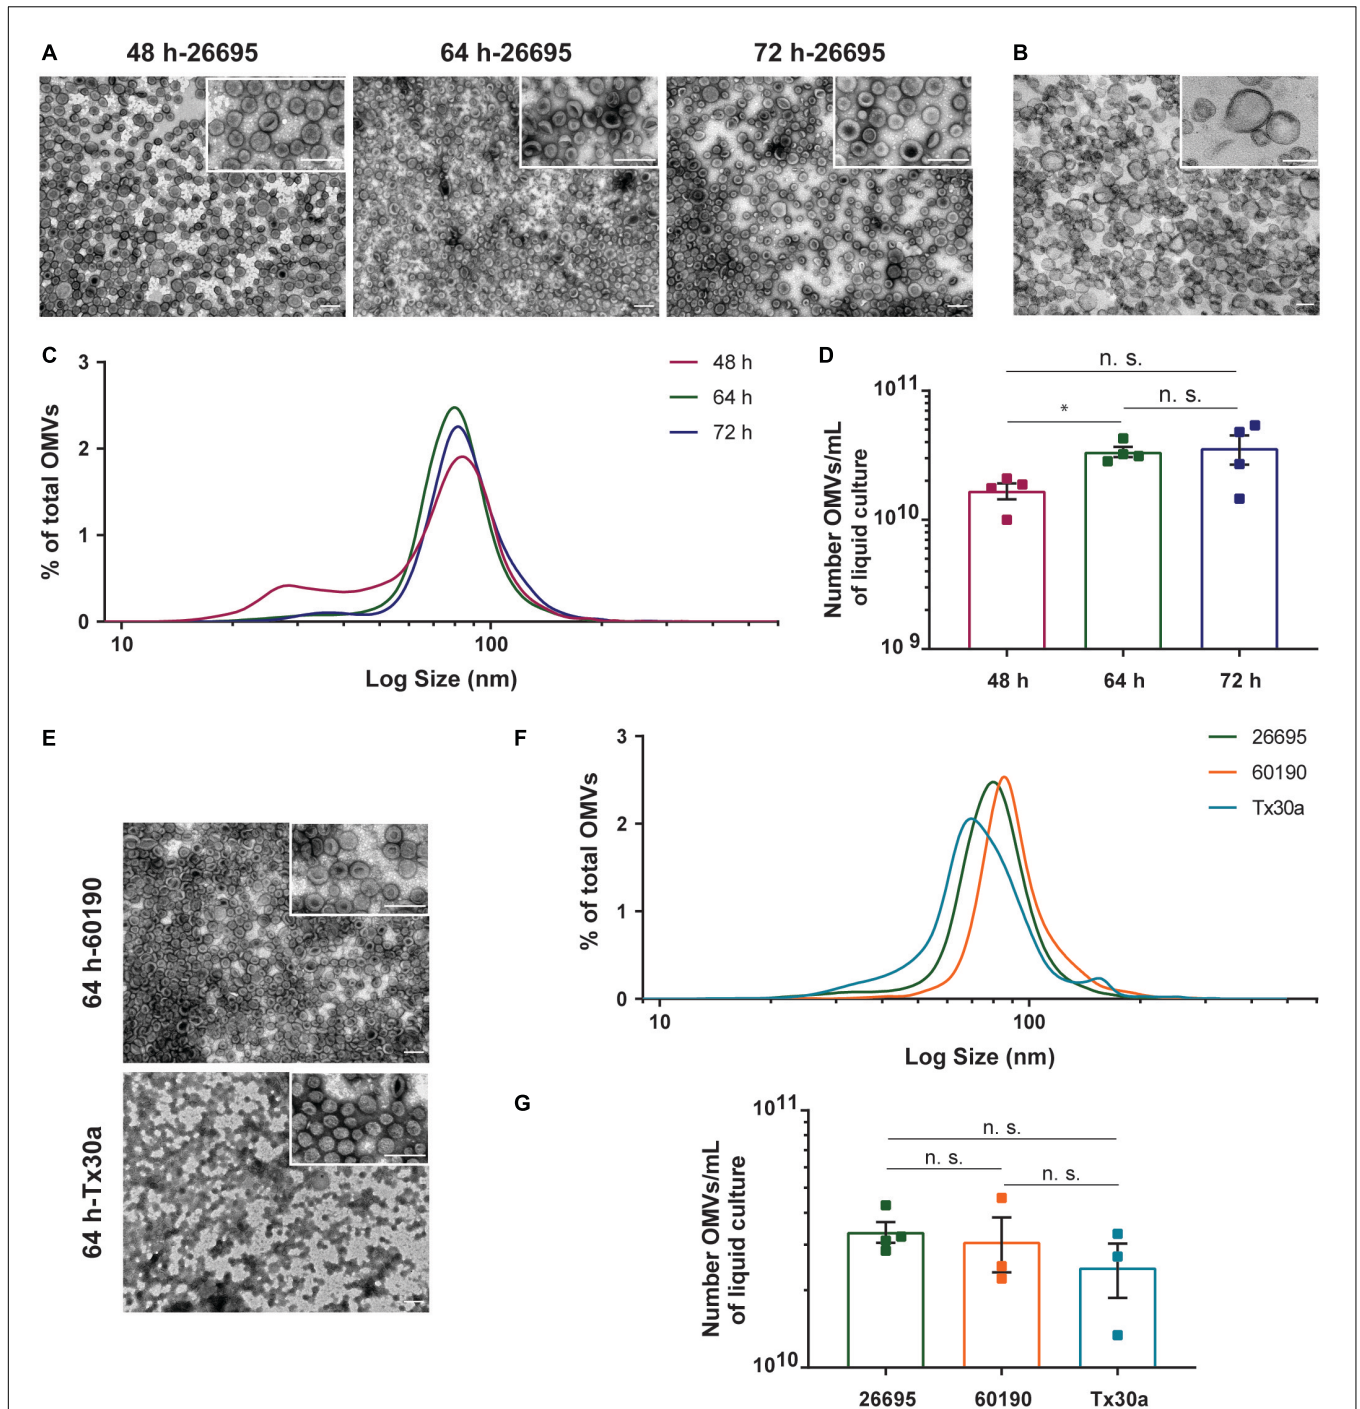 A
48 h-26695
64 h-26695
72 h-26695
B
C
3
2
1
0
% of total OMVs
10
100
Log Size (nm)
48 h
64 h
72 h
D
n. s.
*
n. s.
10^11
10^10
10^9
Number OMVs/mL
of liquid culture
48 h
64 h
72 h
E
64 h-60190
64 h-Tx30a
F
3
2
1
0
% of total OMVs
10
100
Log Size (nm)
26695
60190
Tx30a
G
10^11
10^10
Number OMVs/mL
of liquid culture
n. s.
n. s.
n. s.
26695
60190
Tx30a